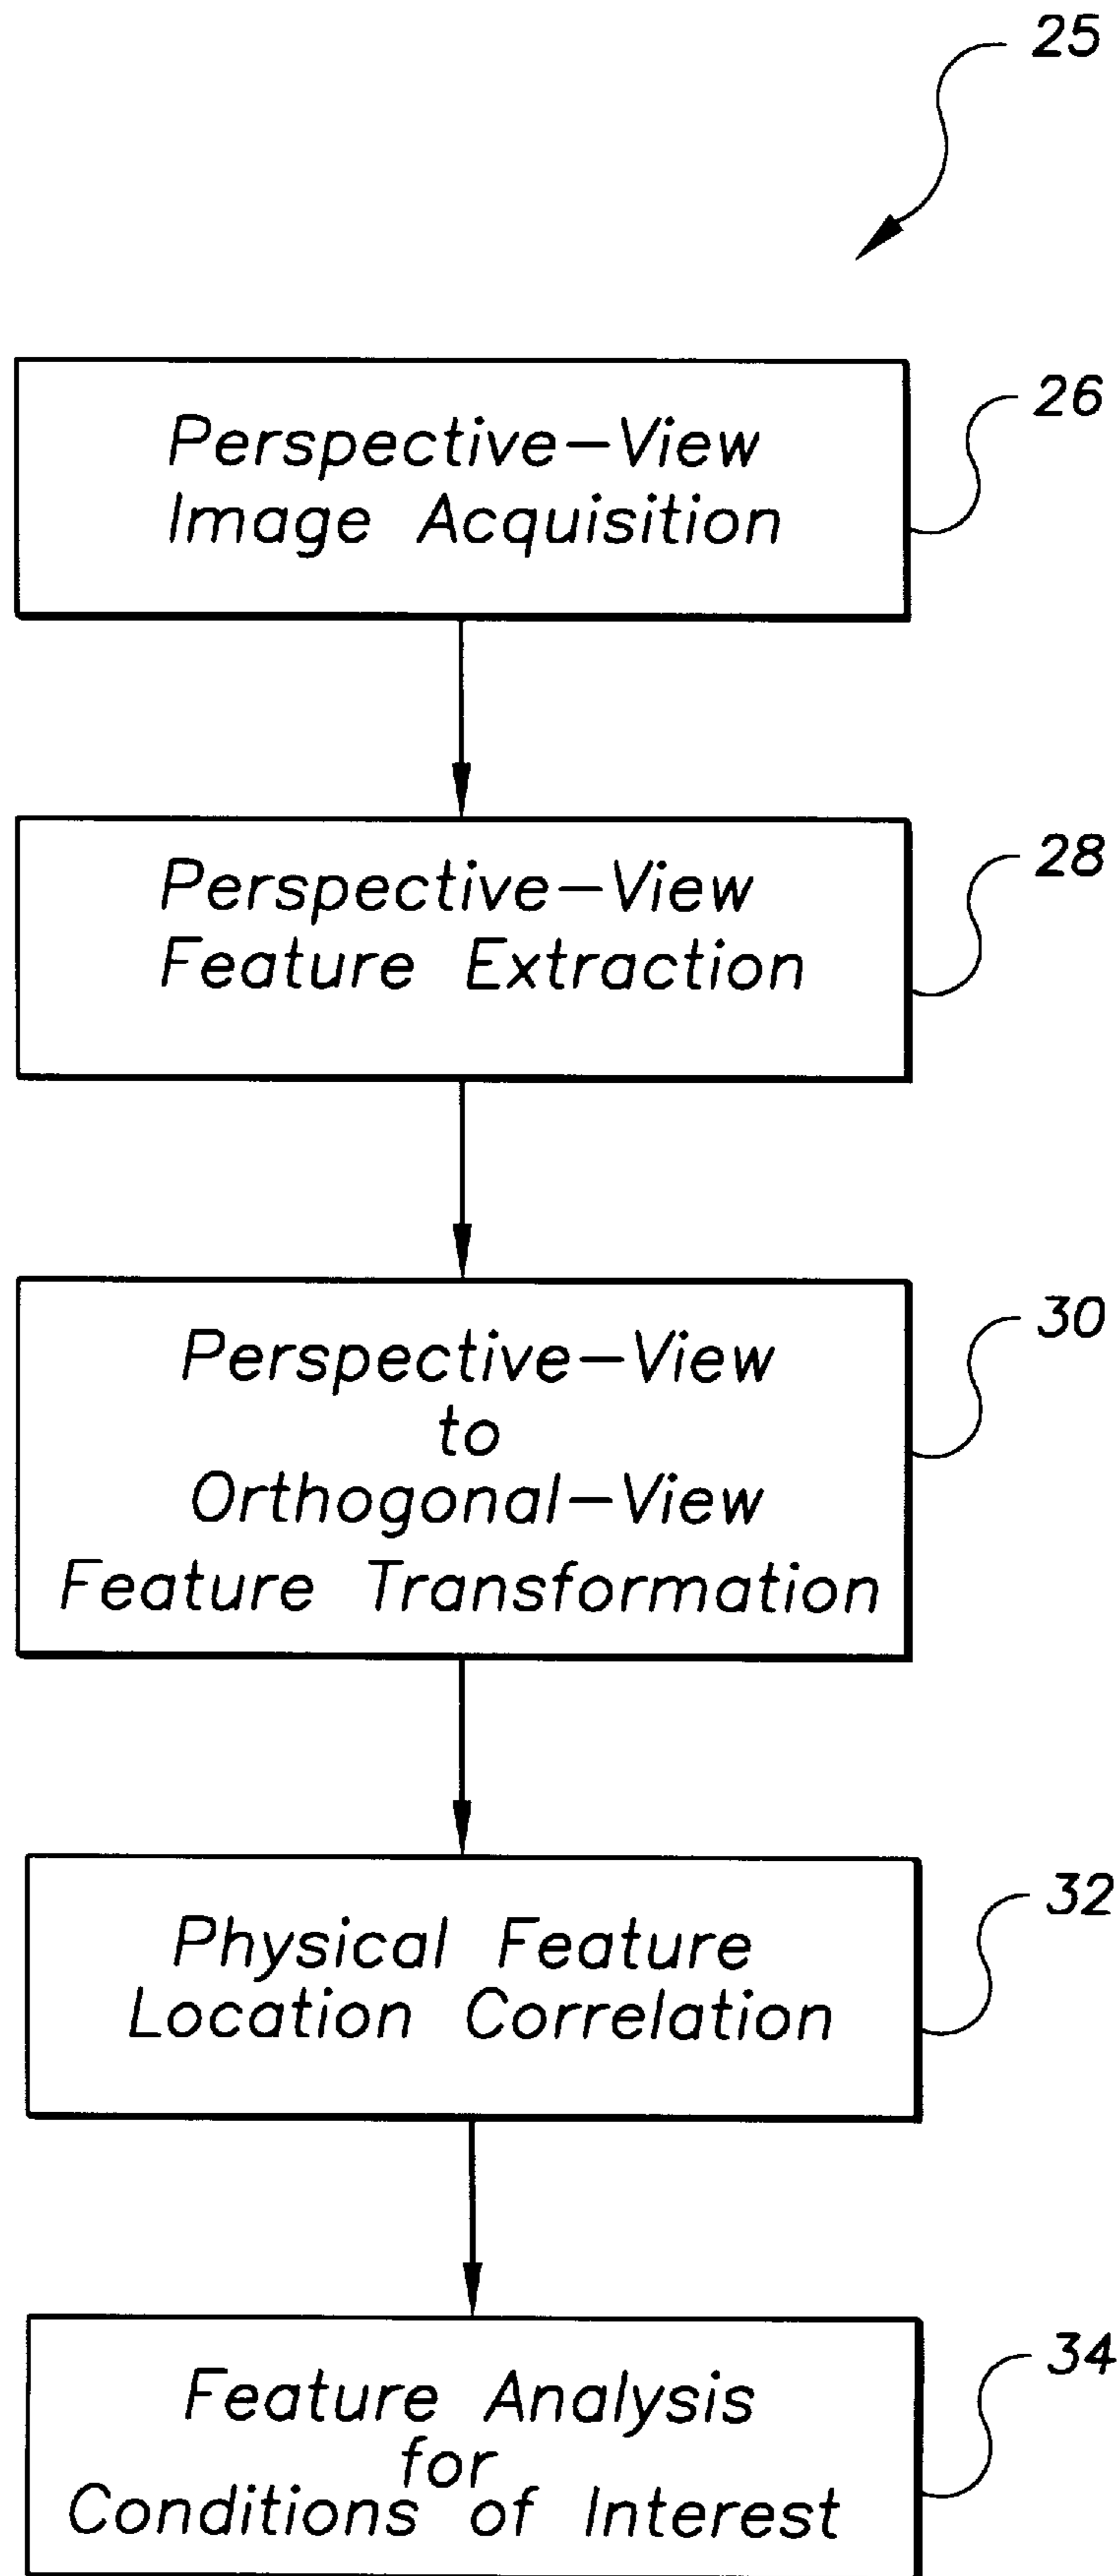 25
Perspective-View
Image Acquisition
26
Perspective-View
Feature Extraction
28
Perspective-View
to
Orthogonal-View
Feature Transformation
30
Physical Feature
Location Correlation
32
Feature Analysis
for
Conditions of Interest
34